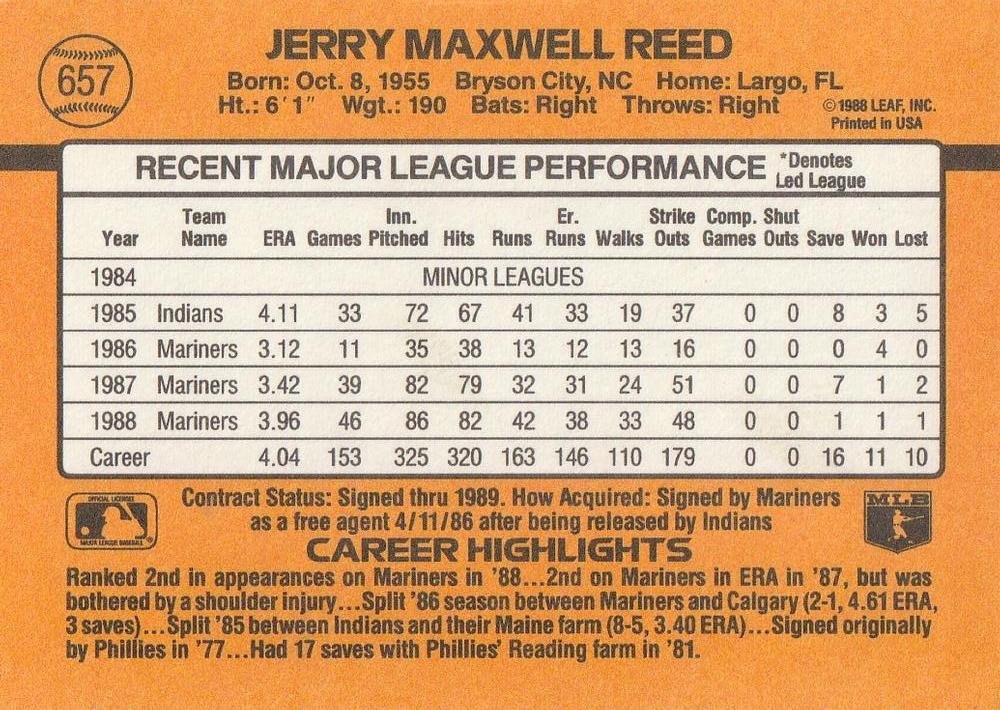 657
JERRY MAXWELL REED
Born: Oct. 8, 1955 Bryson City, NC Home: Largo, FL
Ht.: 6'1" Wgt.: 190 Bats: Right Throws: Right
©1988 LEAF, INC.
Printed in USA
RECENT MAJOR LEAGUE PERFORMANCE *Denotes
Led League
Team Inn. Er. Strike Comp. Shut
Year Name ERA Games Pitched Hits Runs Runs Walks Outs Games Outs Save Won Lost
1984 MINOR LEAGUES
1985 Indians 4.11 33 72 67 41 33 19 37 0 0 8 3 5
1986 Mariners 3.12 11 35 38 13 12 13 16 0 0 0 4 0
1987 Mariners 3.42 39 82 79 32 31 24 51 0 0 7 1 2
1988 Mariners 3.96 46 86 82 42 38 33 48 0 0 1 1 1
Career 4.04 153 325 320 163 146 110 179 0 0 16 11 10
OFFICIAL LICENSEE
MAJOR LEAGUE BASEBALL
®
Contract Status: Signed thru 1989. How Acquired: Signed by Mariners
as a free agent 4/11/86 after being released by Indians
MLB
CAREER HIGHLIGHTS
Ranked 2nd in appearances on Mariners in '88...2nd on Mariners in ERA in '87, but was
bothered by a shoulder injury...Split '86 season between Mariners and Calgary (2-1, 4.61 ERA,
3 saves)...Split '85 between Indians and their Maine farm (8-5, 3.40 ERA)...Signed originally
by Phillies in '77...Had 17 saves with Phillies' Reading farm in '81.